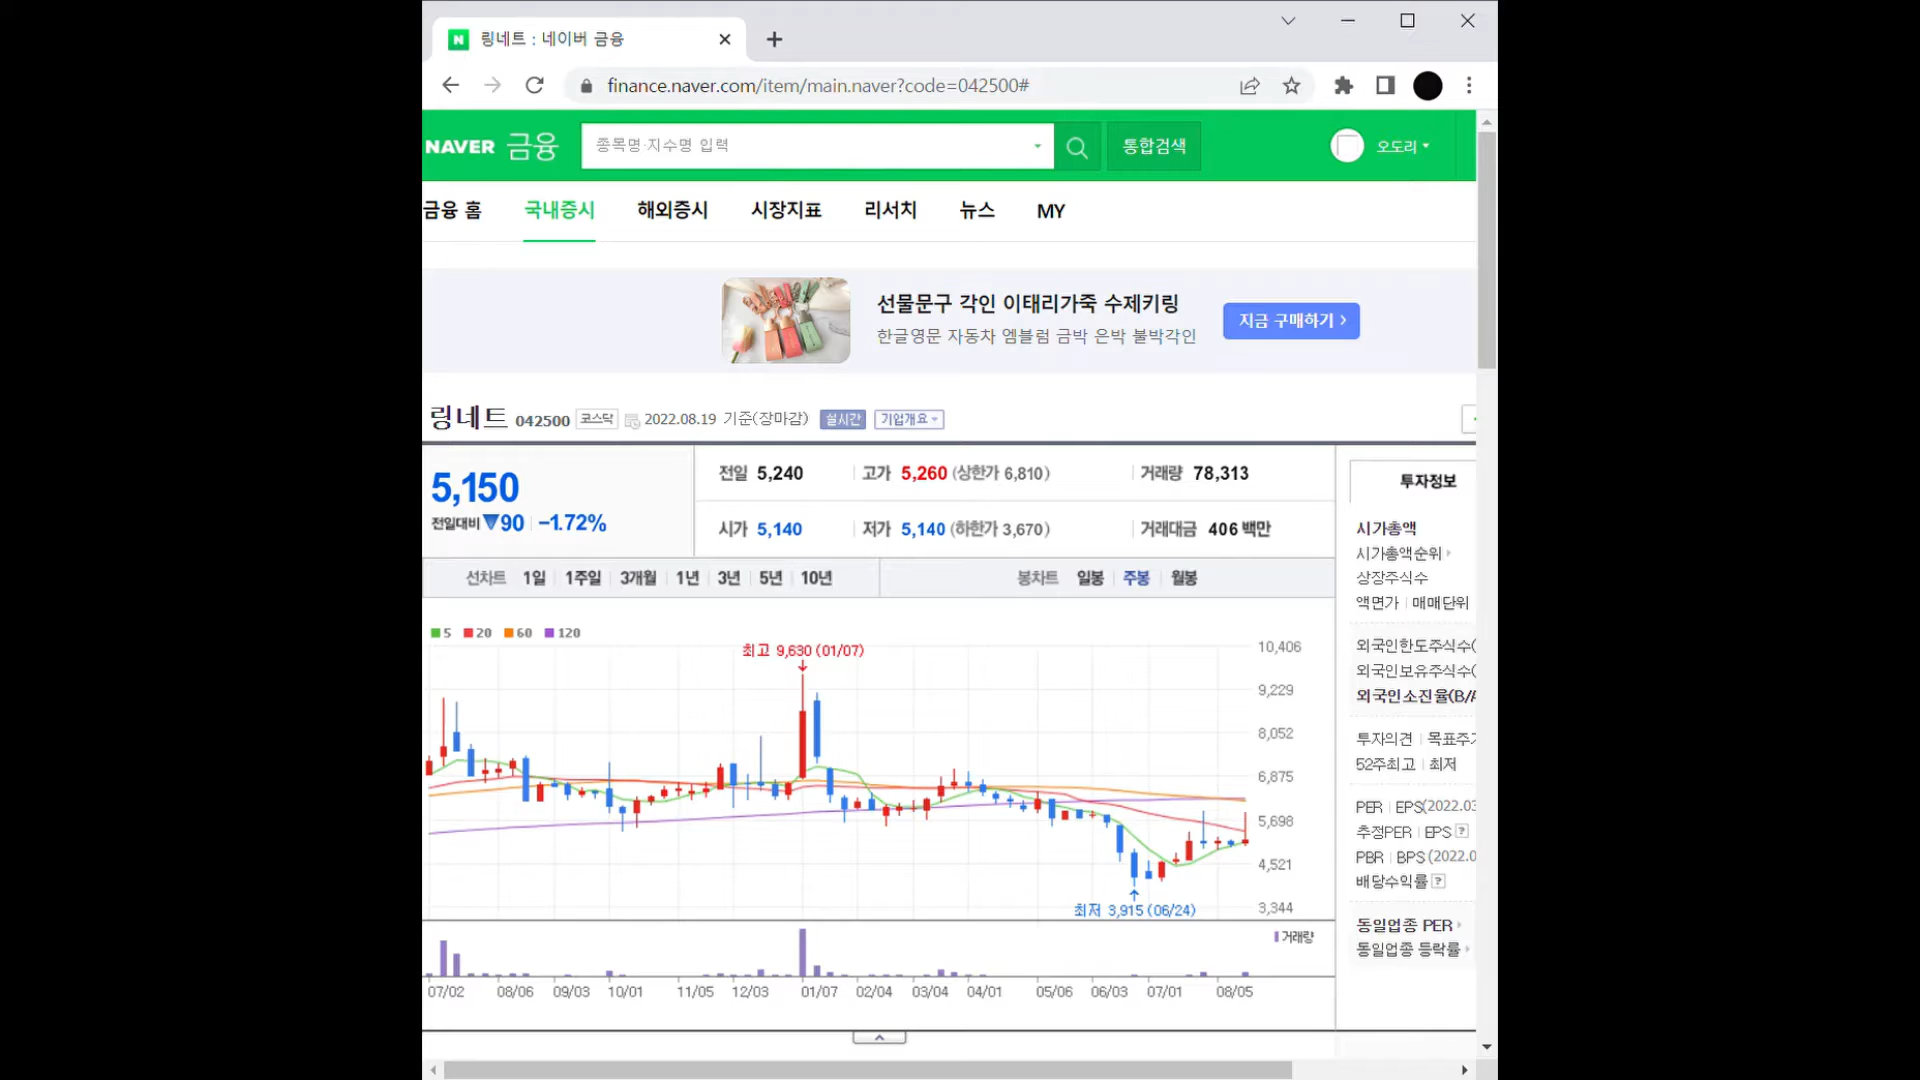 링네트 : 네이버 금융
finance.naver.com/item/main.naver?code=042500#
NAVER 금융 종목명·지수명 입력 통합검색 오도리
금융 홈 국내증시 해외증시 시장지표 리서치 뉴스 MY
선물문구 각인 이태리가죽 수제키링
한글영문 자동차 엠블럼 금박 은박 불박각인
지금 구매하기
링네트 042500 코스닥 2022.08.19 기준(장마감) 실시간 기업개요
5,150
전일대비 ▼90 −1.72%
전일 5,240 고가 5,260 (상한가 6,810) 거래량 78,313
시가 5,140 저가 5,140 (하한가 3,670) 거래대금 406 백만
선차트 1일 1주일 3개월 1년 3년 5년 10년 봉차트 일봉 주봉 월봉
5 20 60 120
최고 9,630 (01/07)
10,406
9,229
8,052
6,875
5,698
4,521
3,344
최저 3,915 (06/24)
거래량
07/02 08/06 09/03 10/01 11/05 12/03 01/07 02/04 03/04 04/01 05/06 06/03 07/01 08/05
투자정보
시가총액
시가총액순위
상장주식수
액면가 매매단위
외국인한도주식수(
외국인보유주식수(
외국인소진율(B/A
투자의견 목표주가
52주최고 최저
PER EPS(2022.03
추정PER EPS ?
PBR BPS (2022.0
배당수익률 ?
동일업종 PER
동일업종 등락률